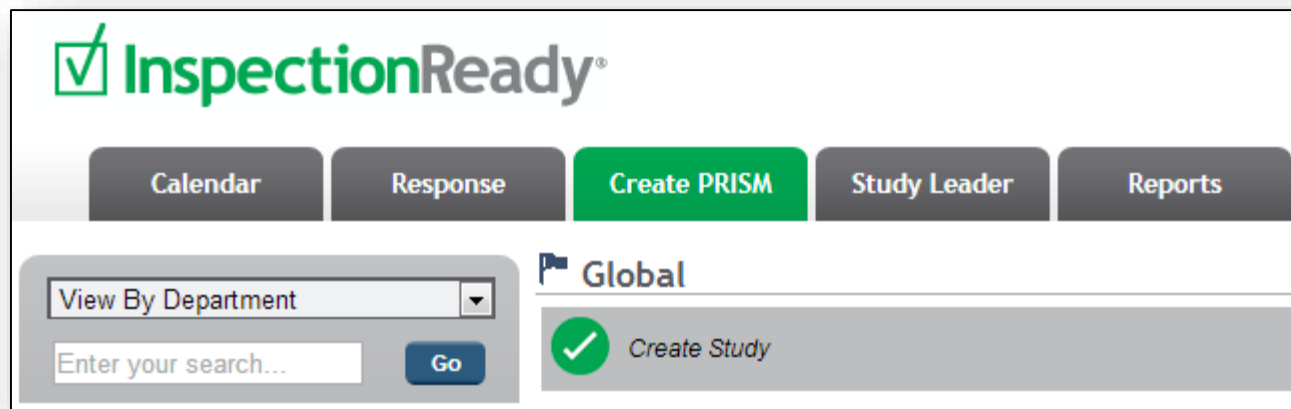 InspectionReady®
Calendar Response Create PRISM Study Leader Reports
Global
View By Department
Create Study
Enter your search... Go